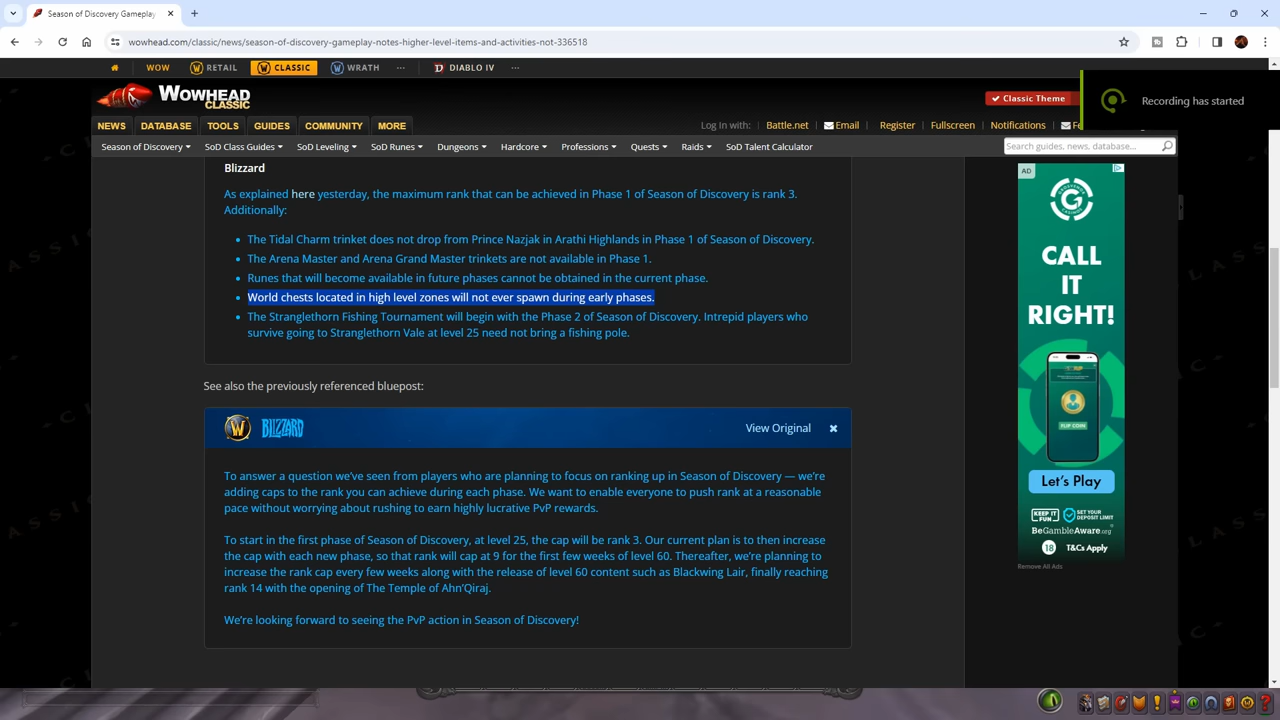 Season of Discovery Gameplay
wowhead.com/classic/news/season-of-discovery-gameplay-notes-higher-level-items-and-activities-not-336518
WOW RETAIL CLASSIC WRATH ... DIABLO IV ...
Recording has started
WOWHEAD
CLASSIC
Classic Theme
NEWS DATABASE TOOLS GUIDES COMMUNITY MORE
Log In with: Battle.net Email Register Fullscreen Notifications Fe
Season of Discovery SoD Class Guides SoD Leveling SoD Runes Dungeons Hardcore Professions Quests Raids SoD Talent Calculator
Search guides, news, database...
Blizzard
As explained here yesterday, the maximum rank that can be achieved in Phase 1 of Season of Discovery is rank 3.
Additionally:
• The Tidal Charm trinket does not drop from Prince Nazjak in Arathi Highlands in Phase 1 of Season of Discovery.
• The Arena Master and Arena Grand Master trinkets are not available in Phase 1.
• Runes that will become available in future phases cannot be obtained in the current phase.
• World chests located in high level zones will not ever spawn during early phases.
• The Stranglethorn Fishing Tournament will begin with the Phase 2 of Season of Discovery. Intrepid players who
survive going to Stranglethorn Vale at level 25 need not bring a fishing pole.
See also the previously referenced bluepost:
BLIZZARD
View Original
To answer a question we've seen from players who are planning to focus on ranking up in Season of Discovery — we're
adding caps to the rank you can achieve during each phase. We want to enable everyone to push rank at a reasonable
pace without worrying about rushing to earn highly lucrative PvP rewards.
To start in the first phase of Season of Discovery, at level 25, the cap will be rank 3. Our current plan is to then increase
the cap with each new phase, so that rank will cap at 9 for the first few weeks of level 60. Thereafter, we're planning to
increase the rank cap every few weeks along with the release of level 60 content such as Blackwing Lair, finally reaching
rank 14 with the opening of The Temple of Ahn'Qiraj.
We're looking forward to seeing the PvP action in Season of Discovery!
AD
CALL
IT
RIGHT!
FLIP COIN
Let's Play
KEEP IT FUN
SET YOUR DEPOSIT LIMIT
BeGambleAware.org
18 T&Cs Apply
Remove All Ads